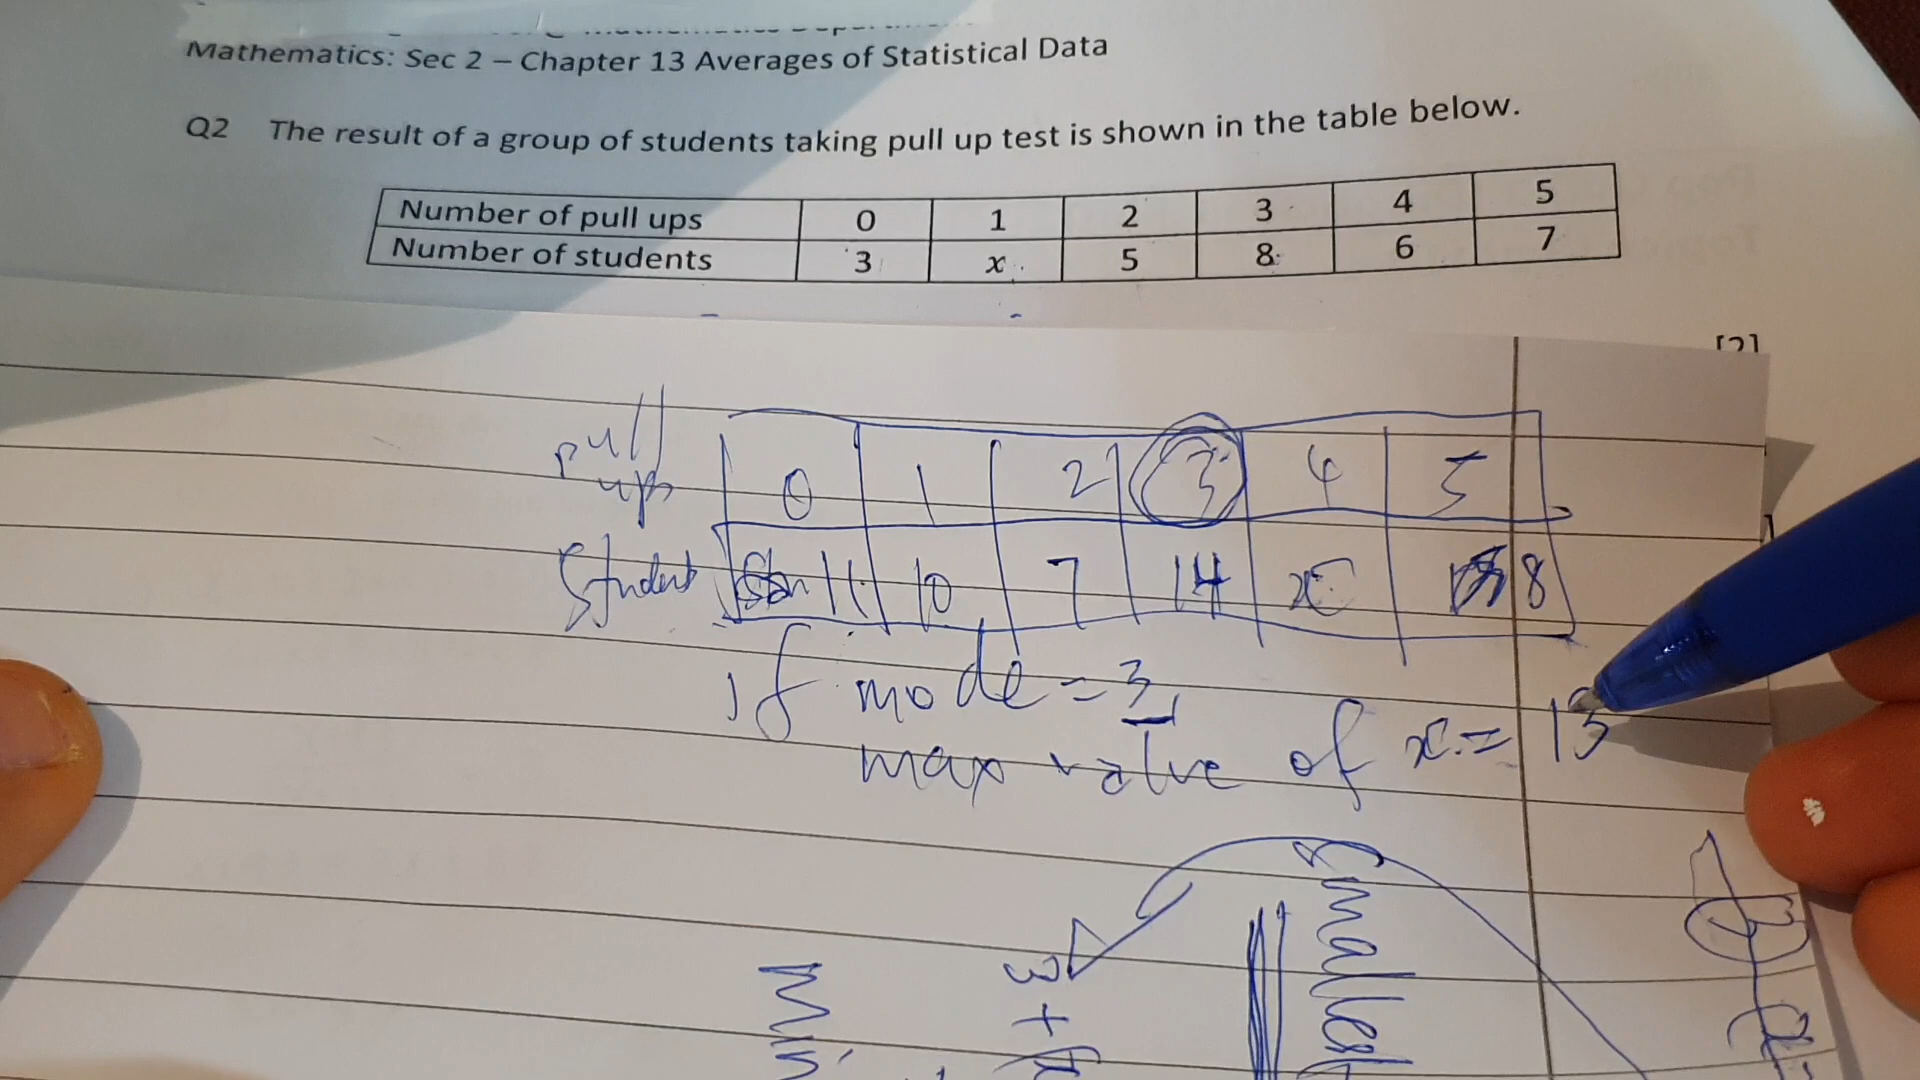 Mathematics: Sec 2 – Chapter 13 Averages of Statistical Data
Q2 The result of a group of students taking pull up test is shown in the table below.
Number of pull ups 0 1 2 3 4 5
Number of students 3 x 5 8 6 7
[2]
pull
ups 0 1 2 3 4 5
Student 11 10 7 14 x 8
if mode = 3,
max value of x = 13
smallest
3 +
min